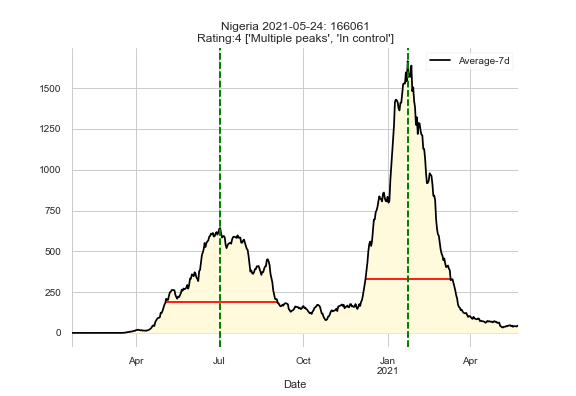 Nigeria 2021-05-24: 166061
Rating:4 ['Multiple peaks', 'In control']
Average-7d
1500
1250
1000
750
500
250
0
Apr
Jul
Oct
Jan
2021
Apr
Date